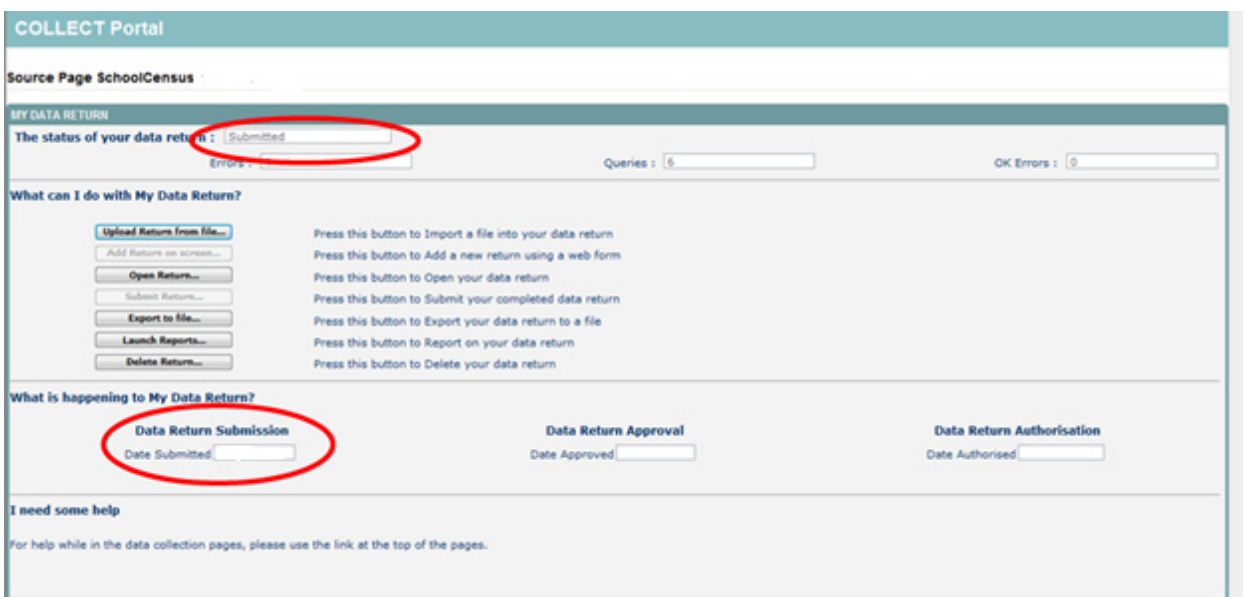 COLLECT Portal
Source Page SchoolCensus
MY DATA RETURN
The status of your data return : Submitted
Errors : Queries : 6 OK Errors : 0
What can I do with My Data Return?
Upload Return from file... Press this button to Import a file into your data return
Add Return on screen... Press this button to Add a new return using a web form
Open Return... Press this button to Open your data return
Submit Return... Press this button to Submit your completed data return
Export to file... Press this button to Export your data return to a file
Launch Reports... Press this button to Report on your data return
Delete Return... Press this button to Delete your data return
What is happening to My Data Return?
Data Return Submission Data Return Approval Data Return Authorisation
Date Submitted Date Approved Date Authorised
I need some help
For help while in the data collection pages, please use the link at the top of the pages.